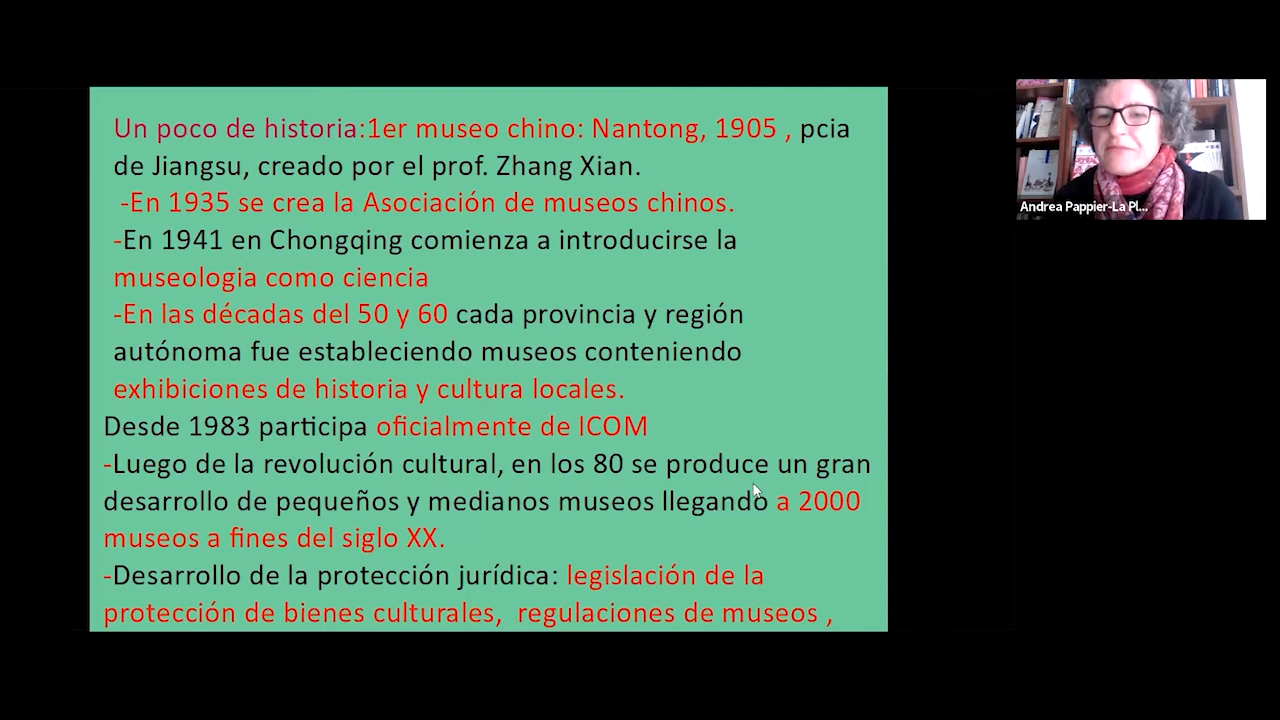 Un poco de historia:1er museo chino: Nantong, 1905 , pcia
de Jiangsu, creado por el prof. Zhang Xian.
-En 1935 se crea la Asociación de museos chinos.
-En 1941 en Chongqing comienza a introducirse la
museologia como ciencia
-En las décadas del 50 y 60 cada provincia y región
autónoma fue estableciendo museos conteniendo
exhibiciones de historia y cultura locales.
Desde 1983 participa oficialmente de ICOM
-Luego de la revolución cultural, en los 80 se produce un gran
desarrollo de pequeños y medianos museos llegando a 2000
museos a fines del siglo XX.
-Desarrollo de la protección jurídica: legislación de la
protección de bienes culturales, regulaciones de museos ,
Andrea Pappier-La Pl...